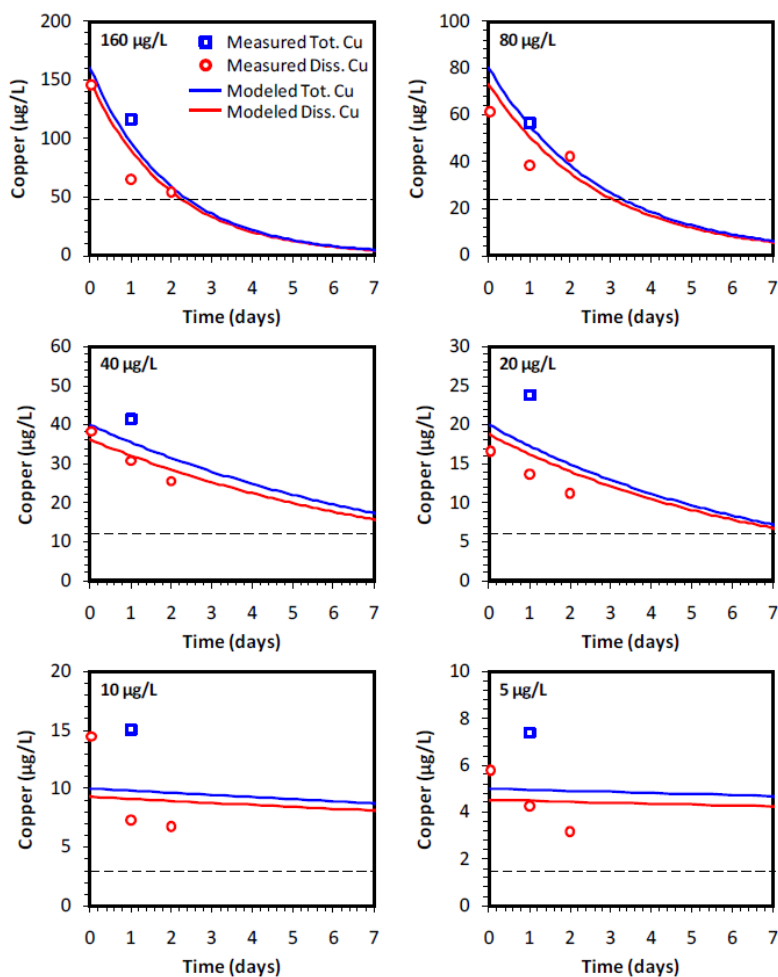 160 µg/L
Measured Tot. Cu
Measured Diss. Cu
Modeled Tot. Cu
Modeled Diss. Cu
Copper (µg/L)
200
150
100
50
0
0 1 2 3 4 5 6 7
Time (days)
80 µg/L
Copper (µg/L)
100
80
60
40
20
0
0 1 2 3 4 5 6 7
Time (days)
40 µg/L
Copper (µg/L)
60
50
40
30
20
10
0
0 1 2 3 4 5 6 7
Time (days)
20 µg/L
Copper (µg/L)
30
25
20
15
10
5
0
0 1 2 3 4 5 6 7
Time (days)
10 µg/L
Copper (µg/L)
20
15
10
5
0
0 1 2 3 4 5 6 7
Time (days)
5 µg/L
Copper (µg/L)
10
8
6
4
2
0
0 1 2 3 4 5 6 7
Time (days)